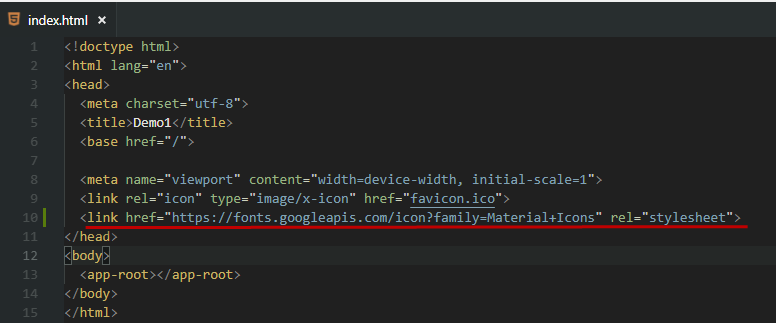 index.html ×
1 <!doctype html>
2 <html lang="en">
3 <head>
4 <meta charset="utf-8">
5 <title>Demo1</title>
6 <base href="/">
7
8 <meta name="viewport" content="width=device-width, initial-scale=1">
9 <link rel="icon" type="image/x-icon" href="favicon.ico">
10 <link href="https://fonts.googleapis.com/icon?family=Material+Icons" rel="stylesheet">
11 </head>
12 <body>
13 <app-root></app-root>
14 </body>
15 </html>